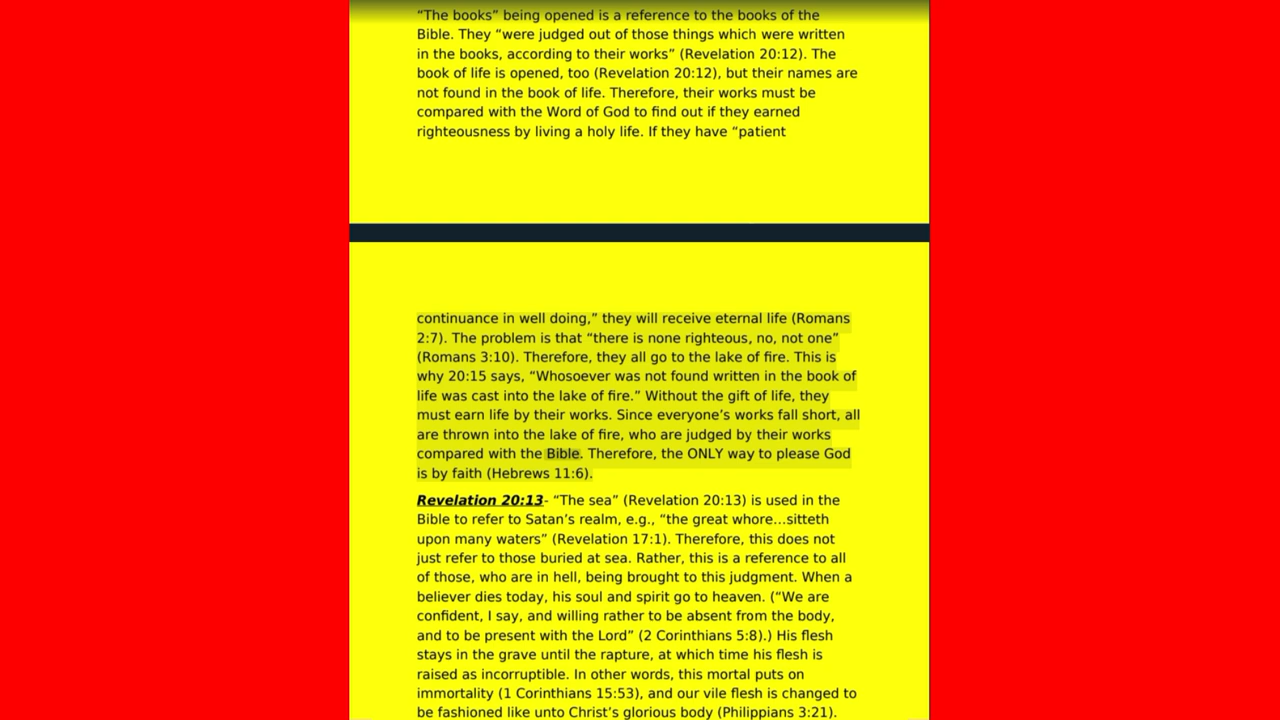 “The books” being opened is a reference to the books of the
Bible. They “were judged out of those things which were written
in the books, according to their works” (Revelation 20:12). The
book of life is opened, too (Revelation 20:12), but their names are
not found in the book of life. Therefore, their works must be
compared with the Word of God to find out if they earned
righteousness by living a holy life. If they have “patient
continuance in well doing,” they will receive eternal life (Romans
2:7). The problem is that “there is none righteous, no, not one”
(Romans 3:10). Therefore, they all go to the lake of fire. This is
why 20:15 says, “Whosoever was not found written in the book of
life was cast into the lake of fire.” Without the gift of life, they
must earn life by their works. Since everyone’s works fall short, all
are thrown into the lake of fire, who are judged by their works
compared with the Bible. Therefore, the ONLY way to please God
is by faith (Hebrews 11:6).
Revelation 20:13- “The sea” (Revelation 20:13) is used in the
Bible to refer to Satan’s realm, e.g., “the great whore…sitteth
upon many waters” (Revelation 17:1). Therefore, this does not
just refer to those buried at sea. Rather, this is a reference to all
of those, who are in hell, being brought to this judgment. When a
believer dies today, his soul and spirit go to heaven. (“We are
confident, I say, and willing rather to be absent from the body,
and to be present with the Lord” (2 Corinthians 5:8).) His flesh
stays in the grave until the rapture, at which time his flesh is
raised as incorruptible. In other words, this mortal puts on
immortality (1 Corinthians 15:53), and our vile flesh is changed to
be fashioned like unto Christ’s glorious body (Philippians 3:21).